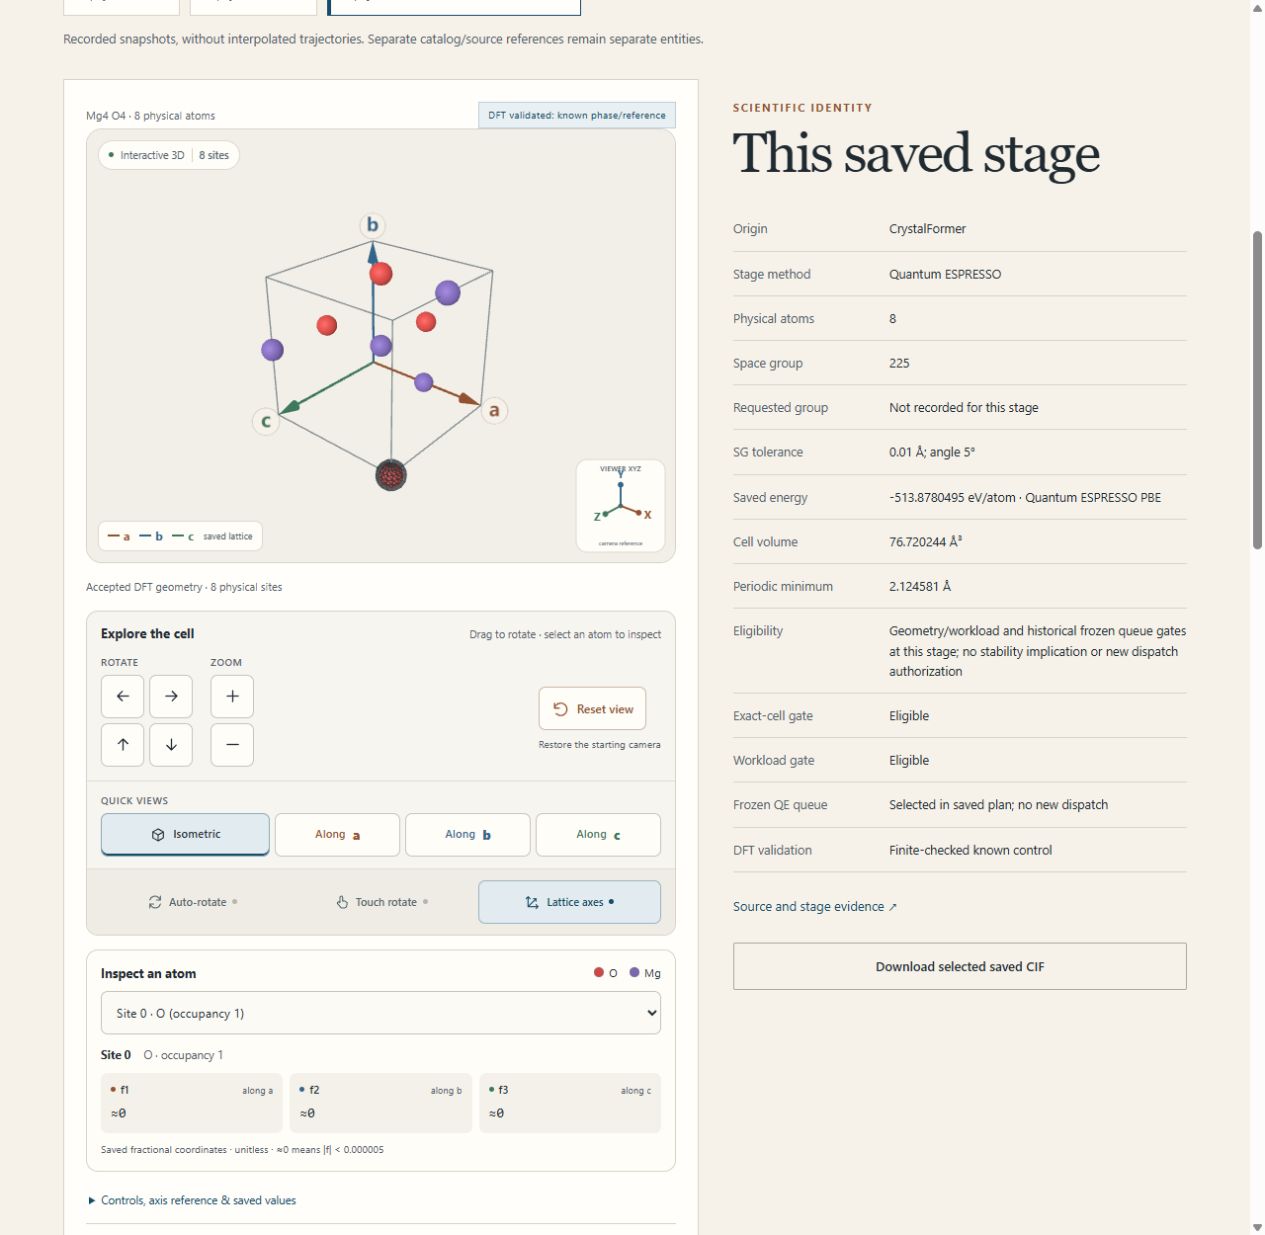 Recorded snapshots, without interpolated trajectories. Separate catalog/source references remain separate entities.
Mg4 O4 · 8 physical atoms
DFT validated: known phase/reference
Interactive 3D | 8 sites
b
c
a
VIEWER XYZ
Y
Z
X
camera reference
a b c saved lattice
Accepted DFT geometry · 8 physical sites
Explore the cell
Drag to rotate · select an atom to inspect
ROTATE
ZOOM
← → +
Reset view
↑ ↓ −
Restore the starting camera
QUICK VIEWS
Isometric
Along a
Along b
Along c
Auto-rotate
Touch rotate
Lattice axes
Inspect an atom
O Mg
Site 0 · O (occupancy 1)
Site 0 O · occupancy 1
f1 along a
≈0
f2 along b
≈0
f3 along c
≈0
Saved fractional coordinates · unitless · ≈0 means |f| < 0.000005
Controls, axis reference & saved values
SCIENTIFIC IDENTITY
This saved stage
Origin CrystalFormer
Stage method Quantum ESPRESSO
Physical atoms 8
Space group 225
Requested group Not recorded for this stage
SG tolerance 0.01 Å; angle 5°
Saved energy -513.8780495 eV/atom · Quantum ESPRESSO PBE
Cell volume 76.720244 Å³
Periodic minimum 2.124581 Å
Eligibility Geometry/workload and historical frozen queue gates
at this stage; no stability implication or new dispatch
authorization
Exact-cell gate Eligible
Workload gate Eligible
Frozen QE queue Selected in saved plan; no new dispatch
DFT validation Finite-checked known control
Source and stage evidence ↗
Download selected saved CIF